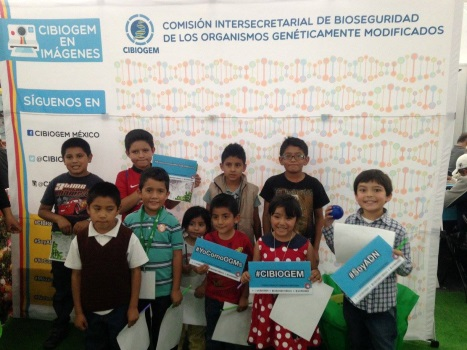 CIBIOGEM
EN
IMÁGENES
CIBIOGEM
COMISIÓN INTERSECRETARIAL DE BIOSEGURIDAD
DE LOS ORGANISMOS GENÉTICAMENTE MODIFICADOS
SÍGUENOS EN
CIBIOGEM MÉXICO
#YoComoOGMs
#CIBIOGEM
#SoyADN